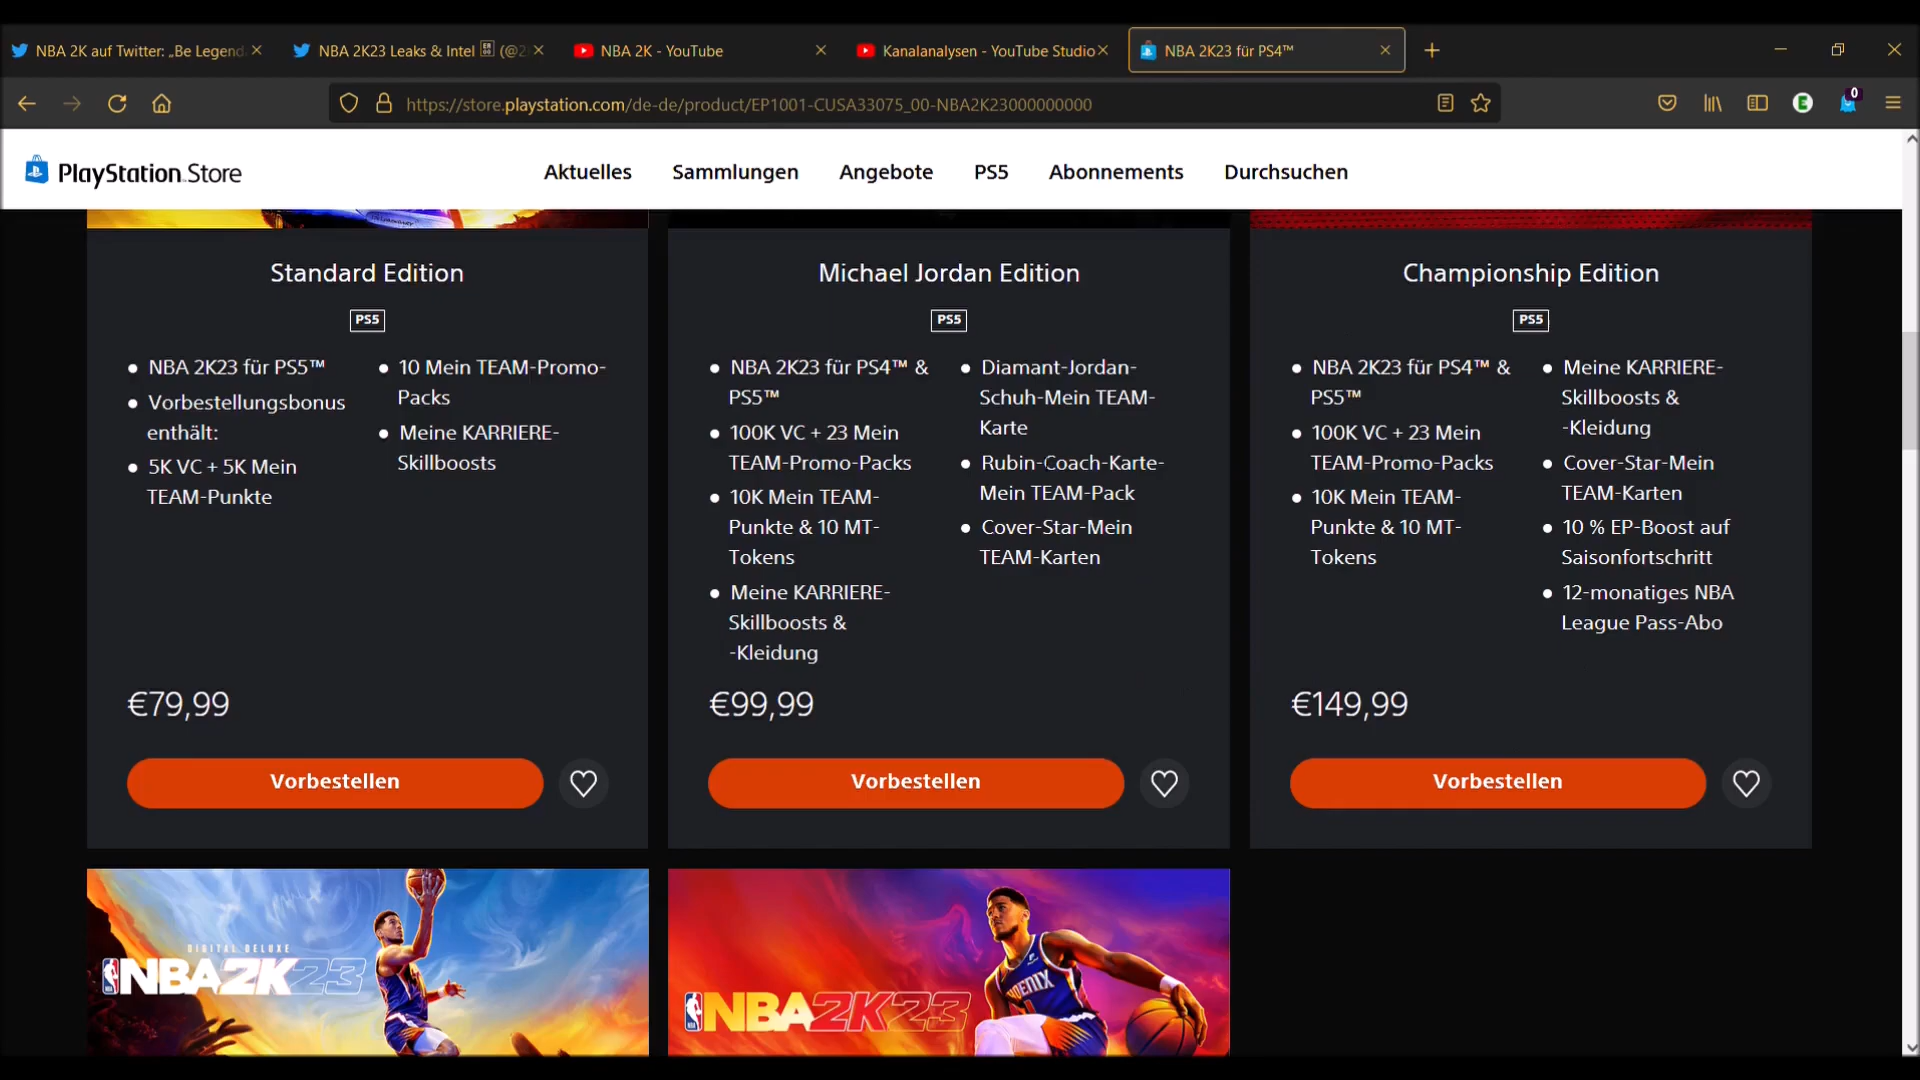 NBA 2K auf Twitter: „Be Legend
NBA 2K23 Leaks & Intel
(@2
NBA 2K - YouTube
Kanalanalysen - YouTube Studio
NBA 2K23 für PS4™
https://store.playstation.com/de-de/product/EP1001-CUSA33075_00-NBA2K23000000000
0
PlayStation Store
Aktuelles
Sammlungen
Angebote
PS5
Abonnements
Durchsuchen
Standard Edition
PS5
NBA 2K23 für PS5™
Vorbestellungsbonus
enthält:
5K VC + 5K Mein
TEAM-Punkte
10 Mein TEAM-Promo-
Packs
Meine KARRIERE-
Skillboosts
€79,99
Vorbestellen
Michael Jordan Edition
PS5
NBA 2K23 für PS4™ &
PS5™
100K VC + 23 Mein
TEAM-Promo-Packs
10K Mein TEAM-
Punkte & 10 MT-
Tokens
Meine KARRIERE-
Skillboosts &
-Kleidung
Diamant-Jordan-
Schuh-Mein TEAM-
Karte
Rubin-Coach-Karte-
Mein TEAM-Pack
Cover-Star-Mein
TEAM-Karten
€99,99
Vorbestellen
Championship Edition
PS5
NBA 2K23 für PS4™ &
PS5™
100K VC + 23 Mein
TEAM-Promo-Packs
10K Mein TEAM-
Punkte & 10 MT-
Tokens
Meine KARRIERE-
Skillboosts &
-Kleidung
Cover-Star-Mein
TEAM-Karten
10 % EP-Boost auf
Saisonfortschritt
12-monatiges NBA
League Pass-Abo
€149,99
Vorbestellen
DIGITAL DELUXE
NBA2K23
NBA2K23
PHOENIX